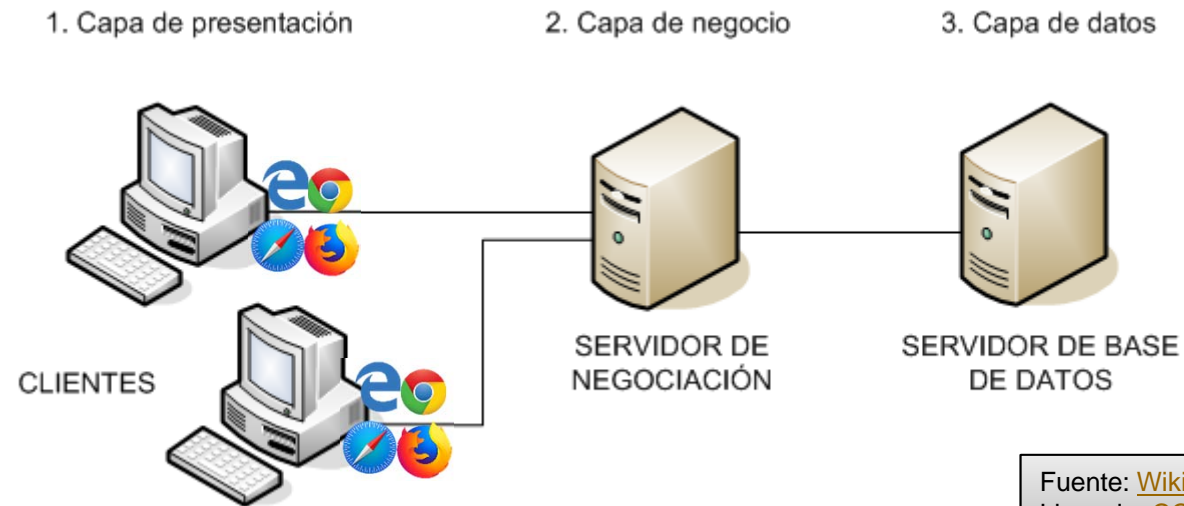 1. Capa de presentación
2. Capa de negocio
3. Capa de datos
CLIENTES
SERVIDOR DE
NEGOCIACIÓN
SERVIDOR DE BASE
DE DATOS
Fuente: